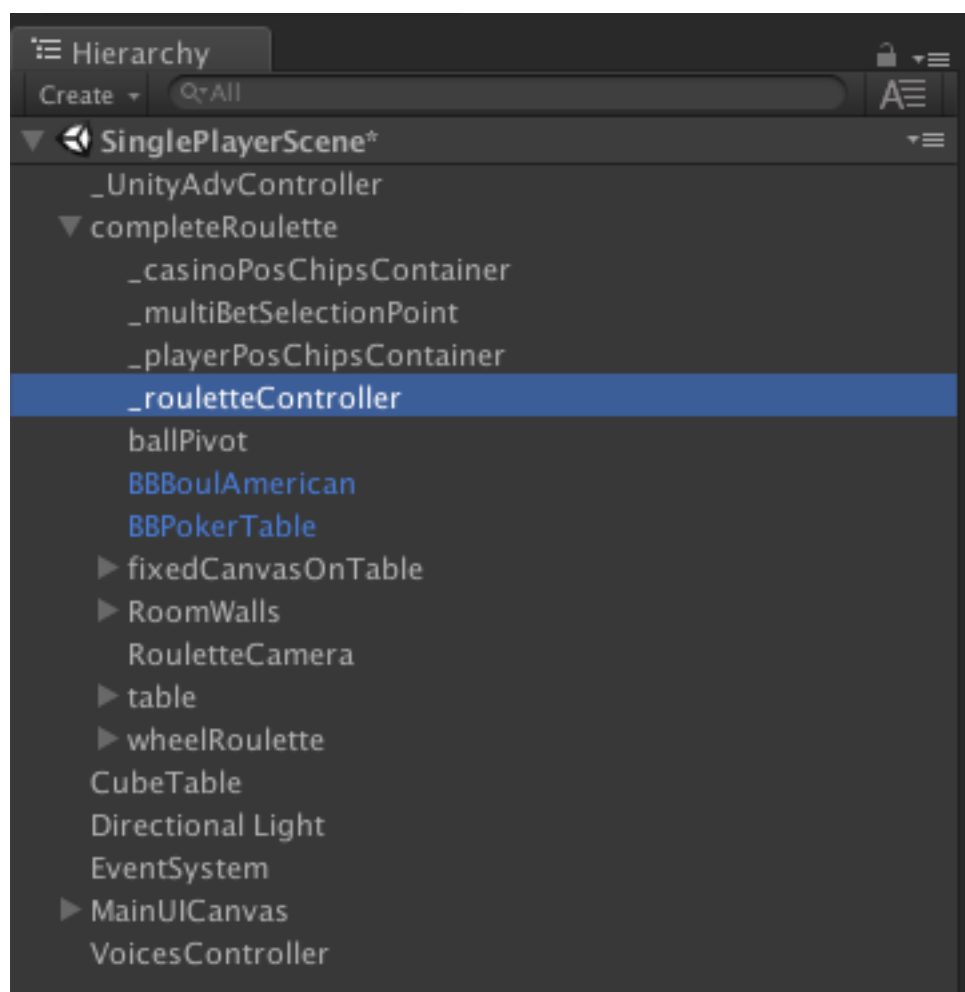 Hierarchy
Create All
SinglePlayerScene*
_UnityAdvController
completeRoulette
_casinoPosChipsContainer
_multiBetSelectionPoint
_playerPosChipsContainer
_rouletteController
ballPivot
BBBoulAmerican
BBPokerTable
fixedCanvasOnTable
RoomWalls
RouletteCamera
table
wheelRoulette
CubeTable
Directional Light
EventSystem
MainUICanvas
VoicesController